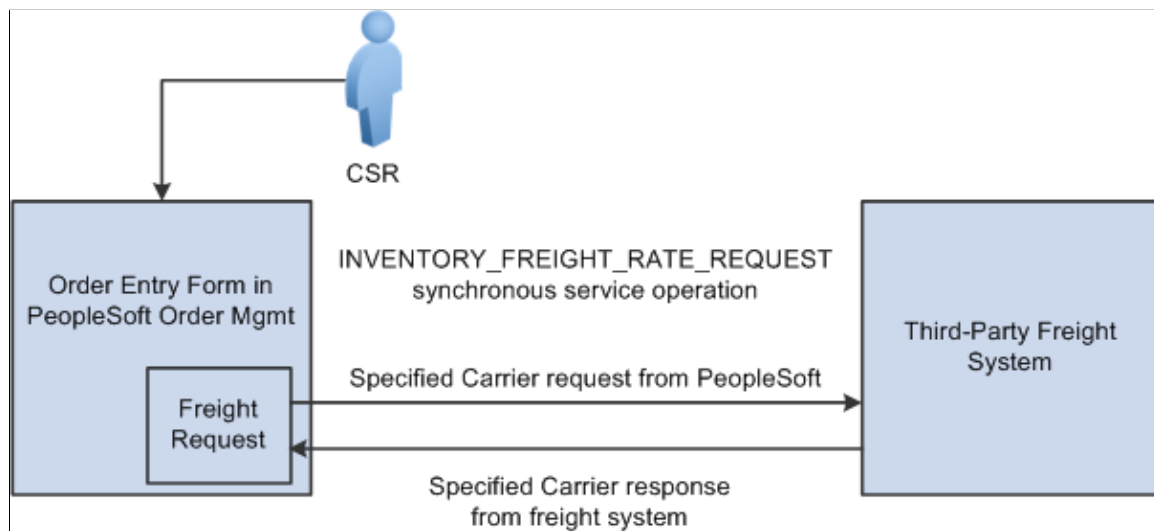 CSR
Order Entry Form in
PeopleSoft Order Mgmt
INVENTORY_FREIGHT_RATE_REQUEST
synchronous service operation
Third-Party Freight
System
Freight
Request
Specified Carrier request from PeopleSoft
Specified Carrier response
from freight system